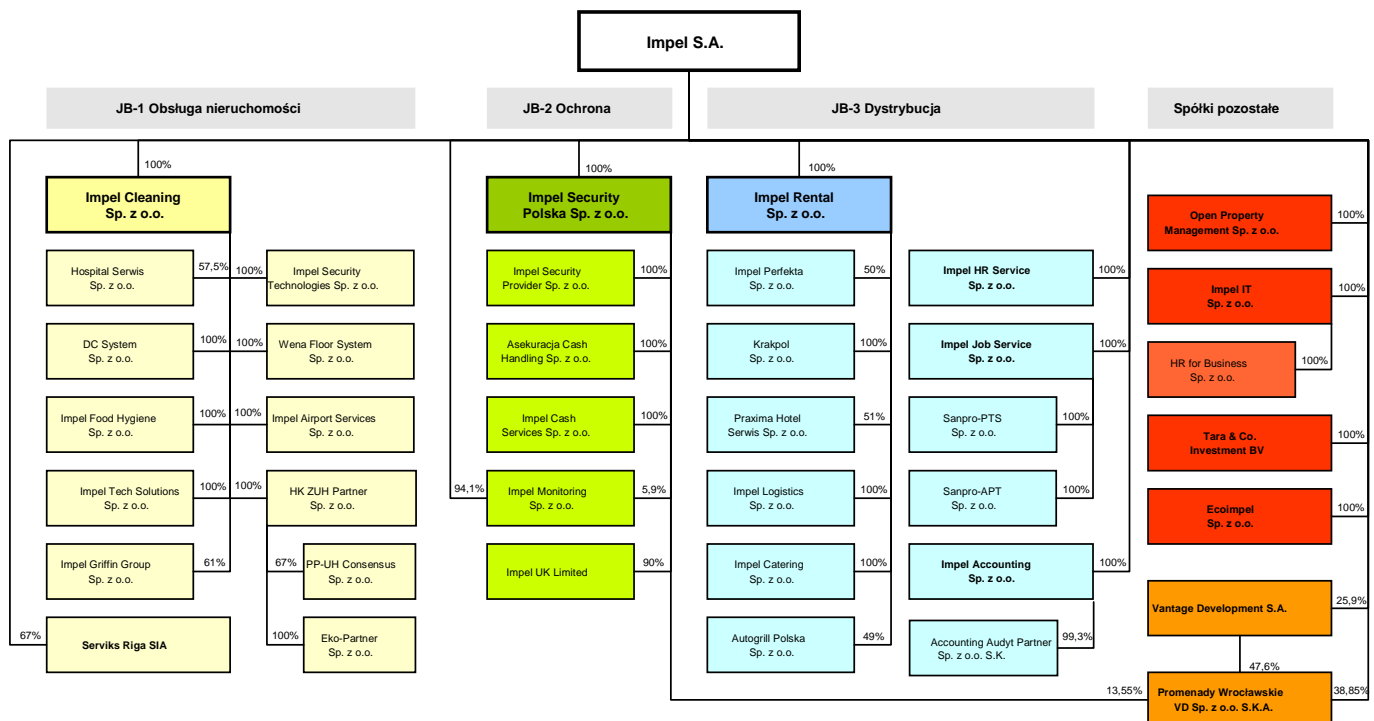 Impel S.A.
JB-1 Obsługa nieruchomości
JB-2 Ochrona
JB-3 Dystrybucja
Spółki pozostałe
100%
100%
100%
Impel Cleaning
Sp. z o.o.
Impel Security
Polska Sp. z o.o.
Impel Rental
Sp. z o.o.
Open Property
Management Sp. z o.o.
100%
Hospital Serwis
Sp. z o.o.
57,5%
100%
Impel Security
Technologies Sp. z o.o.
Impel Security
Provider Sp. z o.o.
100%
Impel Perfekta
Sp. z o.o.
50%
Impel HR Service
Sp. z o.o.
100%
Impel IT
Sp. z o.o.
100%
DC System
Sp. z o.o.
100%
100%
Wena Floor System
Sp. z o.o.
Asekuracja Cash
Handling Sp. z o.o.
100%
Krakpol
Sp. z o.o.
100%
Impel Job Service
Sp. z o.o.
100%
HR for Business
Sp. z o.o.
100%
Impel Food Hygiene
Sp. z o.o.
100%
100%
Impel Airport Services
Sp. z o.o.
Impel Cash
Services Sp. z o.o.
100%
Praxima Hotel
Serwis Sp. z o.o.
51%
Sanpro-PTS
Sp. z o.o.
100%
Tara & Co.
Investment BV
100%
Impel Tech Solutions
Sp. z o.o.
100%
100%
HK ZUH Partner
Sp. z o.o.
94,1%
Impel Monitoring
Sp. z o.o.
5,9%
Impel Logistics
Sp. z o.o.
100%
Sanpro-APT
Sp. z o.o.
100%
Ecoimpel
Sp. z o.o.
100%
Impel Griffin Group
Sp. z o.o.
61%
67%
PP-UH Consensus
Sp. z o.o.
Impel UK Limited
90%
Impel Catering
Sp. z o.o.
100%
Impel Accounting
Sp. z o.o.
100%
Vantage Development S.A.
25,9%
67%
Serviks Riga SIA
100%
Eko-Partner
Sp. z o.o.
Autogrill Polska
Sp. z o.o.
49%
Accounting Audyt Partner
Sp. z o.o. S.K.
99,3%
47,6%
13,55%
Promenady Wrocławskie
VD Sp. z o.o. S.K.A.
38,85%